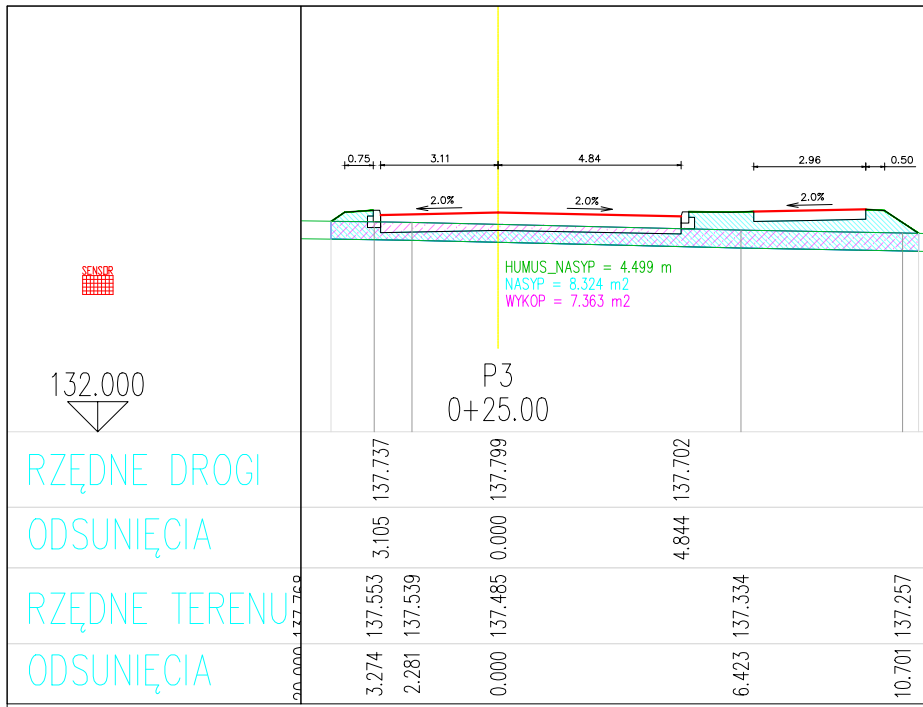 0.75 3.11 4.84 2.96 0.50
2.0% 2.0% 2.0%
SENSOR
HUMUS_NASYP = 4.499 m
NASYP = 8.324 m2
WYKOP = 7.363 m2
132.000
P3
0+25.00
RZĘDNE DROGI 137.737 137.799 137.702
ODSUNIĘCIA 3.105 0.000 4.844
RZĘDNE TERENU 137.553 137.539 137.485 137.334 137.257
ODSUNIĘCIA 3.274 2.281 0.000 6.423 10.701